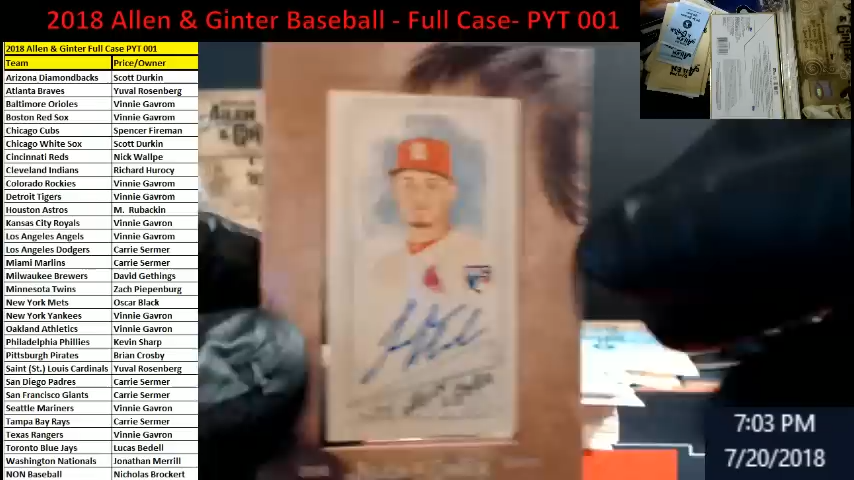 2018 Allen & Ginter Baseball - Full Case- PYT 001
2018 Allen & Ginter Full Case PYT 001
Team Price/Owner
Arizona Diamondbacks Scott Durkin
Atlanta Braves Yuval Rosenberg
Baltimore Orioles Vinnie Gavrom
Boston Red Sox Vinnie Gavrom
Chicago Cubs Spencer Fireman
Chicago White Sox Scott Durkin
Cincinnati Reds Nick Wallpe
Cleveland Indians Richard Hurocy
Colorado Rockies Vinnie Gavrom
Detroit Tigers Vinnie Gavrom
Houston Astros M. Rubackin
Kansas City Royals Vinnie Gavron
Los Angeles Angels Vinnie Gavrom
Los Angeles Dodgers Carrie Sermer
Miami Marlins Carrie Sermer
Milwaukee Brewers David Gethings
Minnesota Twins Zach Piepenburg
New York Mets Oscar Black
New York Yankees Vinnie Gavron
Oakland Athletics Vinnie Gavron
Philadelphia Phillies Kevin Sharp
Pittsburgh Pirates Brian Crosby
Saint (St.) Louis Cardinals Yuval Rosenberg
San Diego Padres Carrie Sermer
San Francisco Giants Carrie Sermer
Seattle Mariners Vinnie Gavron
Tampa Bay Rays Carrie Sermer
Texas Rangers Vinnie Gavron
Toronto Blue Jays Lucas Bedell
Washington Nationals Jonathan Merrill
NON Baseball Nicholas Brockert
7:03 PM
7/20/2018